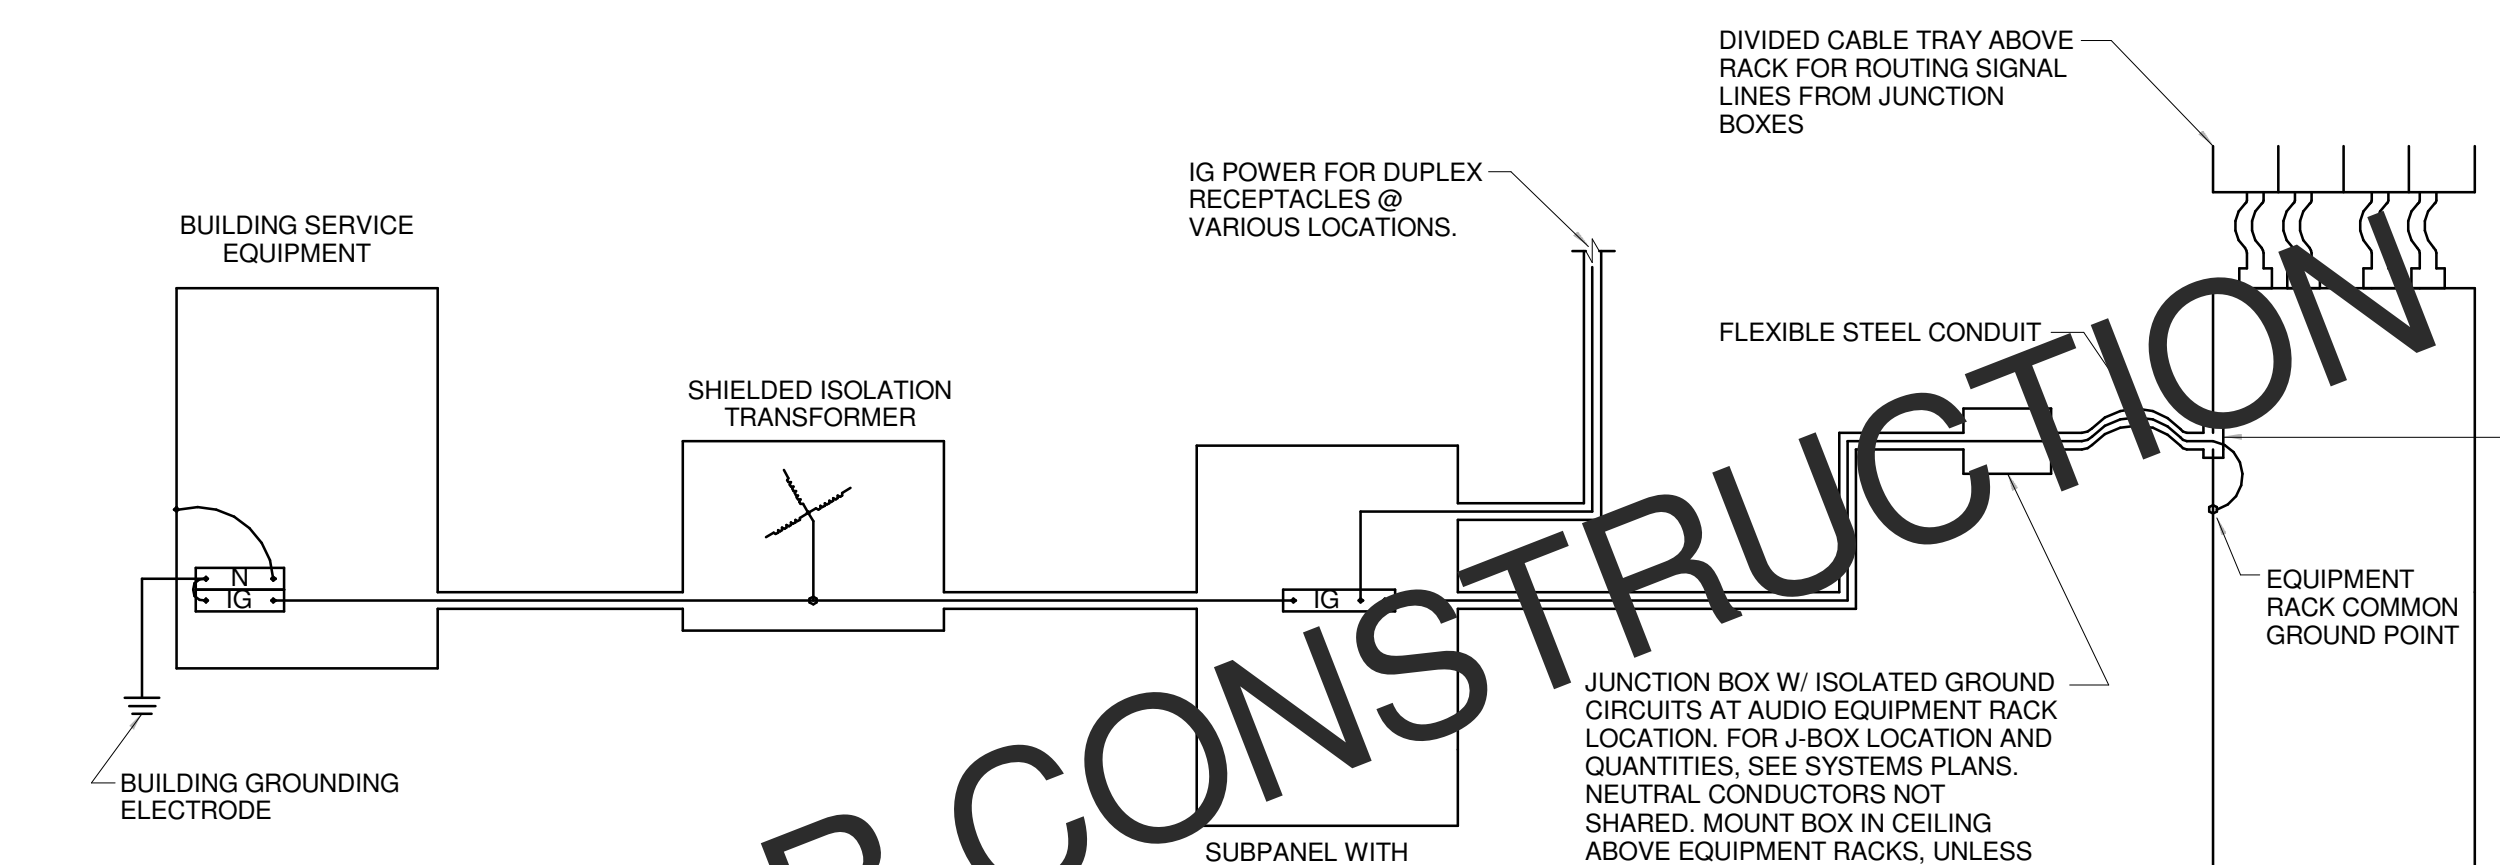 DIVIDED CABLE TRAY ABOVE
RACK FOR ROUTING SIGNAL
LINES FROM JUNCTION
BOXES
IG POWER FOR DUPLEX
RECEPTACLES @
VARIOUS LOCATIONS.
BUILDING SERVICE
EQUIPMENT
FLEXIBLE STEEL CONDUIT
SHIELDED ISOLATION
TRANSFORMER
N
IG
IG
EQUIPMENT
RACK COMMON
GROUND POINT
JUNCTION BOX W/ ISOLATED GROUND
CIRCUITS AT AUDIO EQUIPMENT RACK
LOCATION. FOR J-BOX LOCATION AND
QUANTITIES, SEE SYSTEMS PLANS.
NEUTRAL CONDUCTORS NOT
SHARED. MOUNT BOX IN CEILING
ABOVE EQUIPMENT RACKS, UNLESS
BUILDING GROUNDING
ELECTRODE
SUBPANEL WITH
CONSTRUCTION